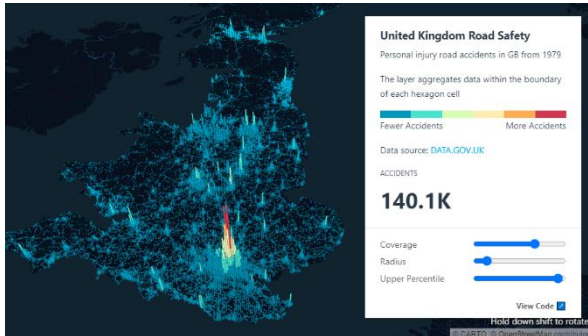 United Kingdom Road Safety
Personal injury road accidents in GB from 1979
The layer aggregates data within the boundary
of each hexagon cell
Fewer Accidents More Accidents
Data source: DATA.GOV.UK
ACCIDENTS
140.1K
Coverage
Radius
Upper Percentile
View Code
Hold down shift to rotate
© CARTO, © OpenStreetMap